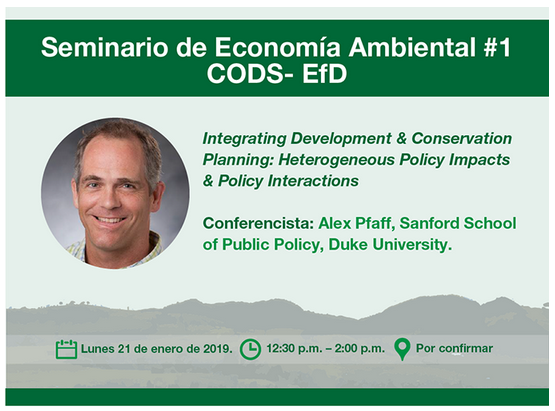 Seminario de Economía Ambiental #1
CODS- EfD
Integrating Development & Conservation
Planning: Heterogeneous Policy Impacts
& Policy Interactions
Conferencista: Alex Pfaff, Sanford School
of Public Policy, Duke University.
Lunes 21 de enero de 2019. 12:30 p.m. – 2:00 p.m. Por confirmar